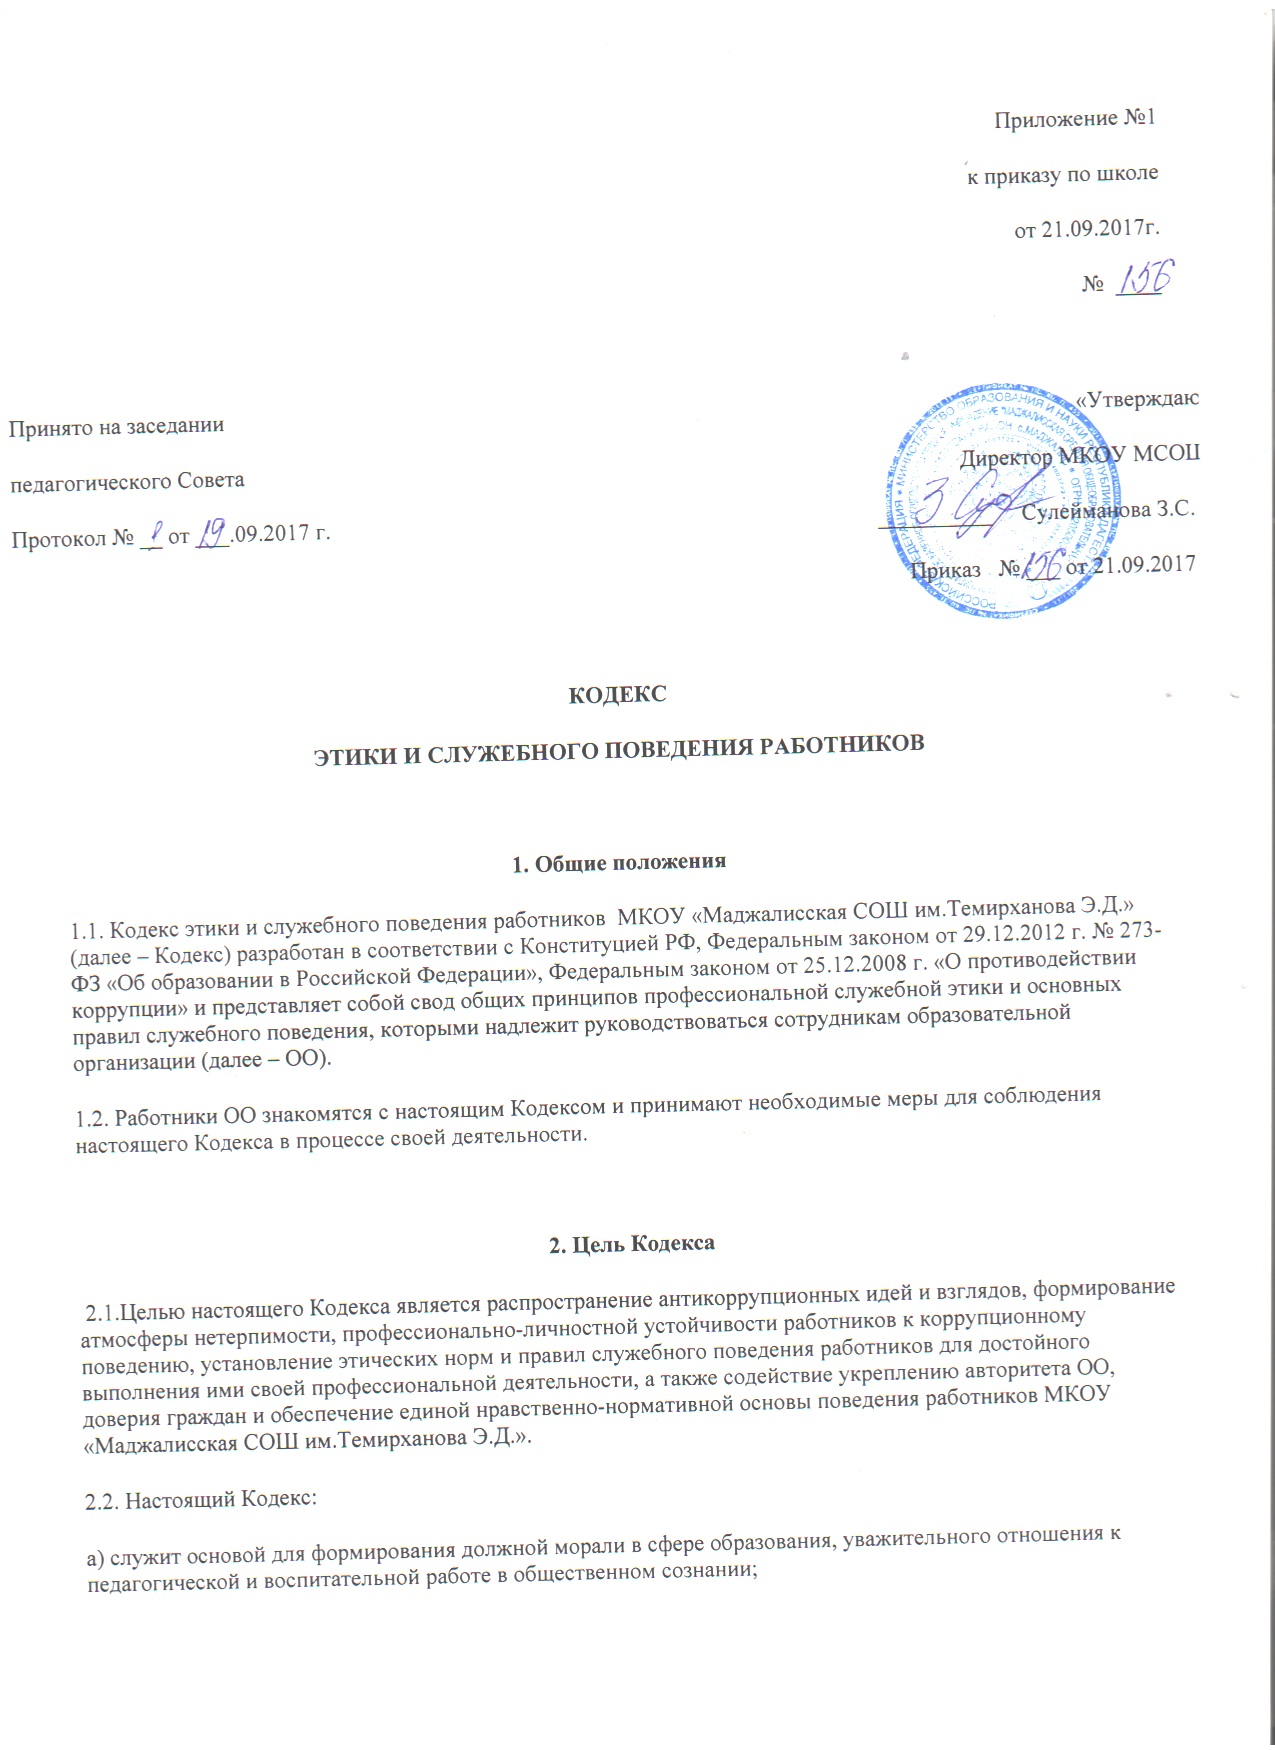 Приложение №1
к приказу по школе
от 21.09.2017г.
№ 156
Принято на заседании
педагогического Совета
Протокол № 1 от 19.09.2017 г.
«Утверждаю
Директор МКОУ МСОШ
Сулейманова З.С.
Приказ № 156 от 21.09.2017
КОДЕКС
ЭТИКИ И СЛУЖЕБНОГО ПОВЕДЕНИЯ РАБОТНИКОВ
1. Общие положения
1.1. Кодекс этики и служебного поведения работников МКОУ «Маджалисская СОШ им.Темирханова Э.Д.»
(далее – Кодекс) разработан в соответствии с Конституцией РФ, Федеральным законом от 29.12.2012 г. № 273-
ФЗ «Об образовании в Российской Федерации», Федеральным законом от 25.12.2008 г. «О противодействии
коррупции» и представляет собой свод общих принципов профессиональной служебной этики и основных
правил служебного поведения, которыми надлежит руководствоваться сотрудникам образовательной
организации (далее – ОО).
1.2. Работники ОО знакомятся с настоящим Кодексом и принимают необходимые меры для соблюдения
настоящего Кодекса в процессе своей деятельности.
2. Цель Кодекса
2.1.Целью настоящего Кодекса является распространение антикоррупционных идей и взглядов, формирование
атмосферы нетерпимости, профессионально-личностной устойчивости работников к коррупционному
поведению, установление этических норм и правил служебного поведения работников для достойного
выполнения ими своей профессиональной деятельности, а также содействие укреплению авторитета ОО,
доверия граждан и обеспечение единой нравственно-нормативной основы поведения работников МКОУ
«Маджалисская СОШ им.Темирханова Э.Д.».
2.2. Настоящий Кодекс:
а) служит основой для формирования должной морали в сфере образования, уважительного отношения к
педагогической и воспитательной работе в общественном сознании;